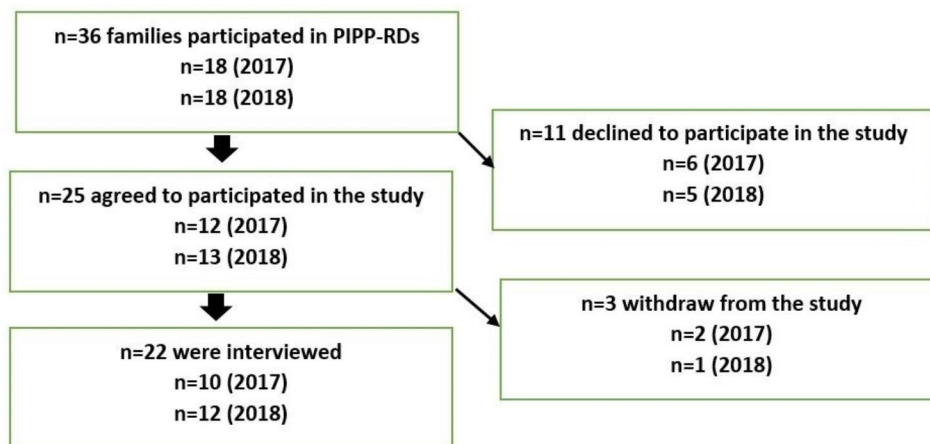 n=36 families participated in PIPP-RDs
n=18 (2017)
n=18 (2018)
n=11 declined to participate in the study
n=6 (2017)
n=5 (2018)
n=25 agreed to participated in the study
n=12 (2017)
n=13 (2018)
n=3 withdraw from the study
n=2 (2017)
n=1 (2018)
n=22 were interviewed
n=10 (2017)
n=12 (2018)